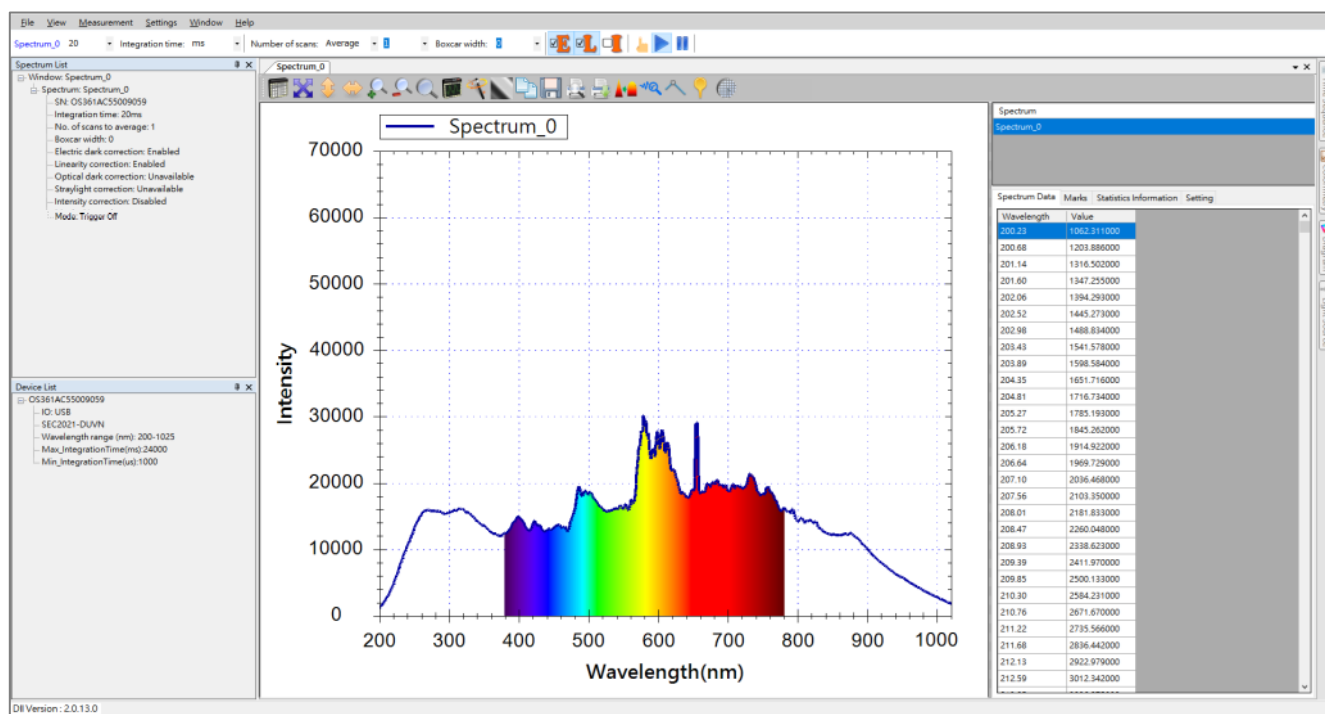 File View Measurement Settings Window Help
Spectrum_0 20 Integration time: ms Number of scans: Average 1 Boxcar width: 0
Spectrum List
Window: Spectrum_0
Spectrum: Spectrum_0
SN: OS361AC55009059
Integration time: 20ms
No. of scans to average: 1
Boxcar width: 0
Electric dark correction: Enabled
Linearity correction: Enabled
Optical dark correction: Unavailable
Straylight correction: Unavailable
Intensity correction: Disabled
Mode: Trigger Off
Device List
OS361AC55009059
IO: USB
SEC2021-DUVN
Wavelength range (nm): 200-1025
Max_IntegrationTime(ms):24000
Min_IntegrationTime(us):1000
Spectrum_0
Spectrum_0
70000
60000
50000
40000
30000
20000
10000
0
Intensity
200 300 400 500 600 700 800 900 1000
Wavelength(nm)
Spectrum
Spectrum_0
Spectrum Data Marks Statistics Information Setting
Wavelength Value
200.23 1062.311000
200.68 1203.886000
201.14 1316.502000
201.60 1347.255000
202.06 1394.293000
202.52 1445.273000
202.98 1488.834000
203.43 1541.578000
203.89 1598.584000
204.35 1651.716000
204.81 1716.734000
205.27 1785.193000
205.72 1845.262000
206.18 1914.922000
206.64 1969.729000
207.10 2036.468000
207.56 2103.350000
208.01 2181.833000
208.47 2260.048000
208.93 2338.623000
209.39 2411.970000
209.85 2500.133000
210.30 2584.231000
210.76 2671.670000
211.22 2735.566000
211.68 2836.442000
212.13 2922.979000
212.59 3012.342000
Dll Version : 2.0.13.0